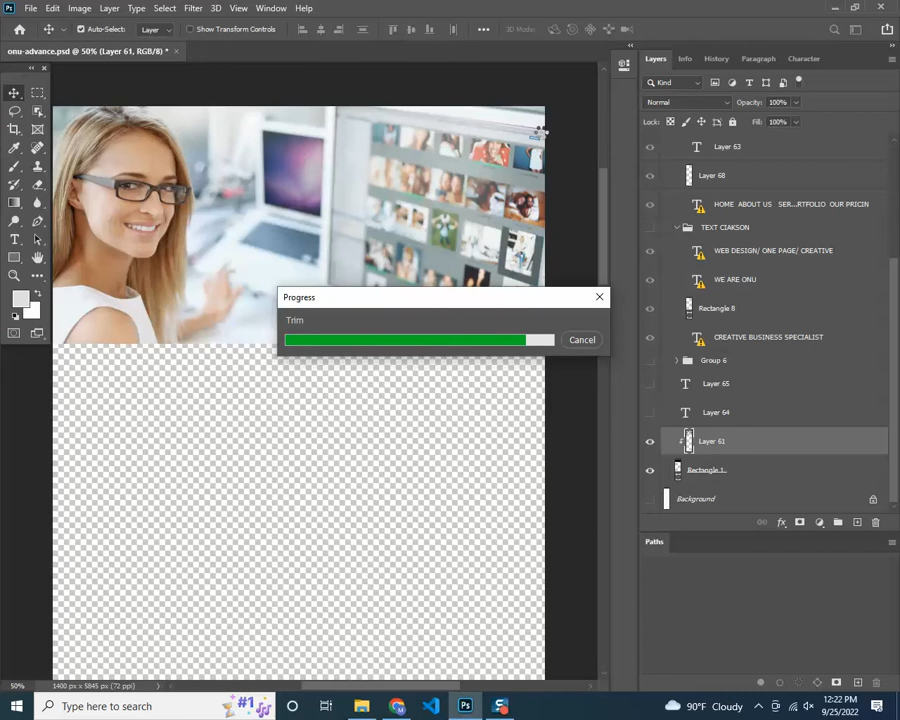 Ps File Edit Image Layer Type Select Filter 3D View Window Help
Auto-Select: Layer Show Transform Controls 3D Mode:
onu-advance.psd @ 50% (Layer 61, RGB/8) *
Layers Info History Paragraph Character
Kind
Normal Opacity: 100%
Lock: Fill: 100%
Layer 63
Layer 68
HOME ABOUT US SER...RTFOLIO OUR PRICIN
TEXT CIAKSON
WEB DESIGN/ ONE PAGE/ CREATIVE
WE ARE ONU
Rectangle 8
CREATIVE BUSINESS SPECIALIST
Group 6
Layer 65
Layer 64
Layer 61
Rectangle 1
Background
Progress
Trim
Cancel
Paths
50% 1400 px x 5845 px (72 ppi)
Type here to search
#1
90°F Cloudy
12:22 PM
9/25/2022